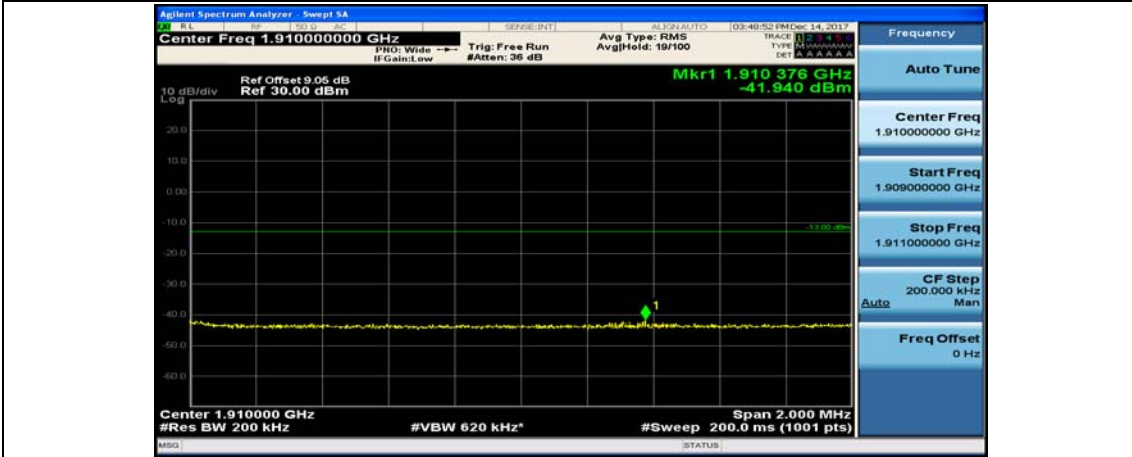 Agilent Spectrum Analyzer - Swept SA
RL RF 50 Ω AC SENSE:INT ALIGN AUTO 03:48:52 PM Dec 14, 2017
Center Freq 1.910000000 GHz
PNO: Wide
IFGain:Low
Trig: Free Run
#Atten: 36 dB
Avg Type: RMS
Avg|Hold: 19/100
TRACE 1 2 3 4 5 6
TYPE M
DET A A A A A A
Ref Offset 9.05 dB
Ref 30.00 dBm
10 dB/div
Log
Mkr1 1.910 376 GHz
-41.940 dBm
20.0
10.0
0.00
-10.0
-13.00 dBm
-20.0
-30.0
-40.0
1
-50.0
-60.0
Center 1.910000 GHz
Span 2.000 MHz
#Res BW 200 kHz
#VBW 620 kHz*
#Sweep 200.0 ms (1001 pts)
MSG
STATUS
Frequency
Auto Tune
Center Freq
1.910000000 GHz
Start Freq
1.909000000 GHz
Stop Freq
1.911000000 GHz
CF Step
200.000 kHz
Auto Man
Freq Offset
0 Hz